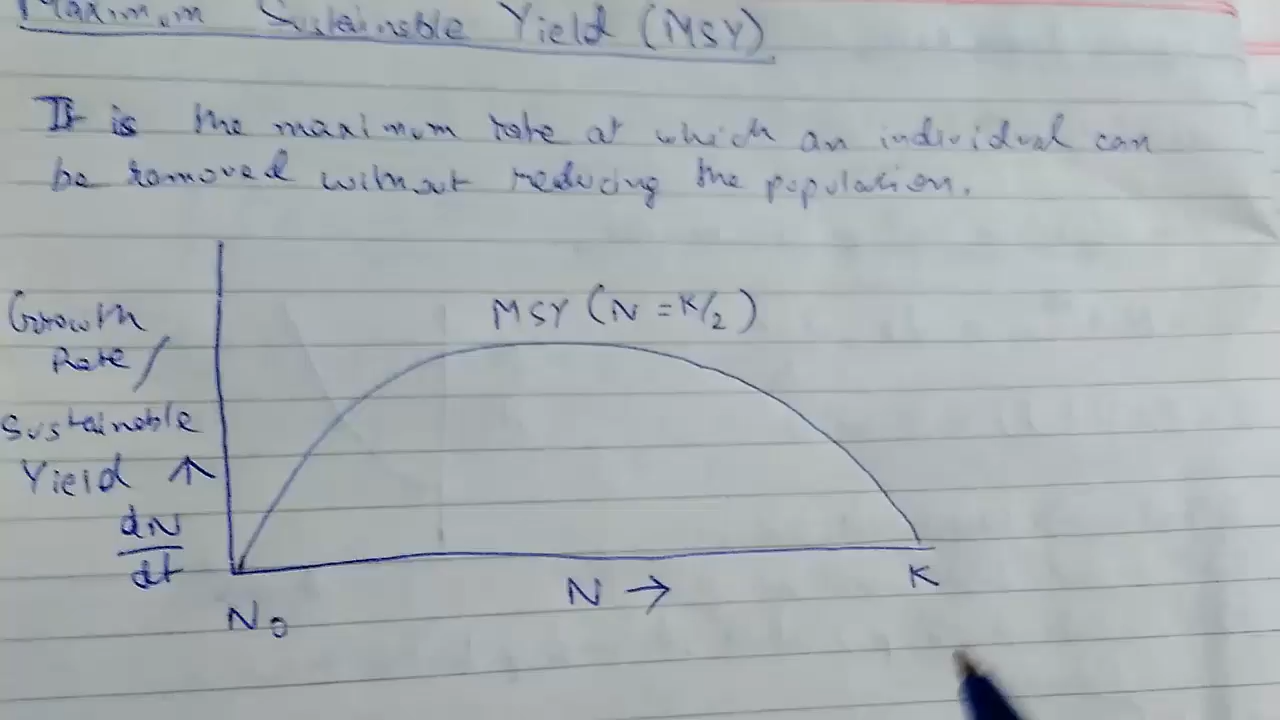 Maximum Sustainable Yield (MSY)
It is the maximum rate at which an individual can
be removed without reducing the population.
MSY (N = K/2)
Growth
Rate/
Sustainable
Yield ↑
dN
dt
N →
K
N0